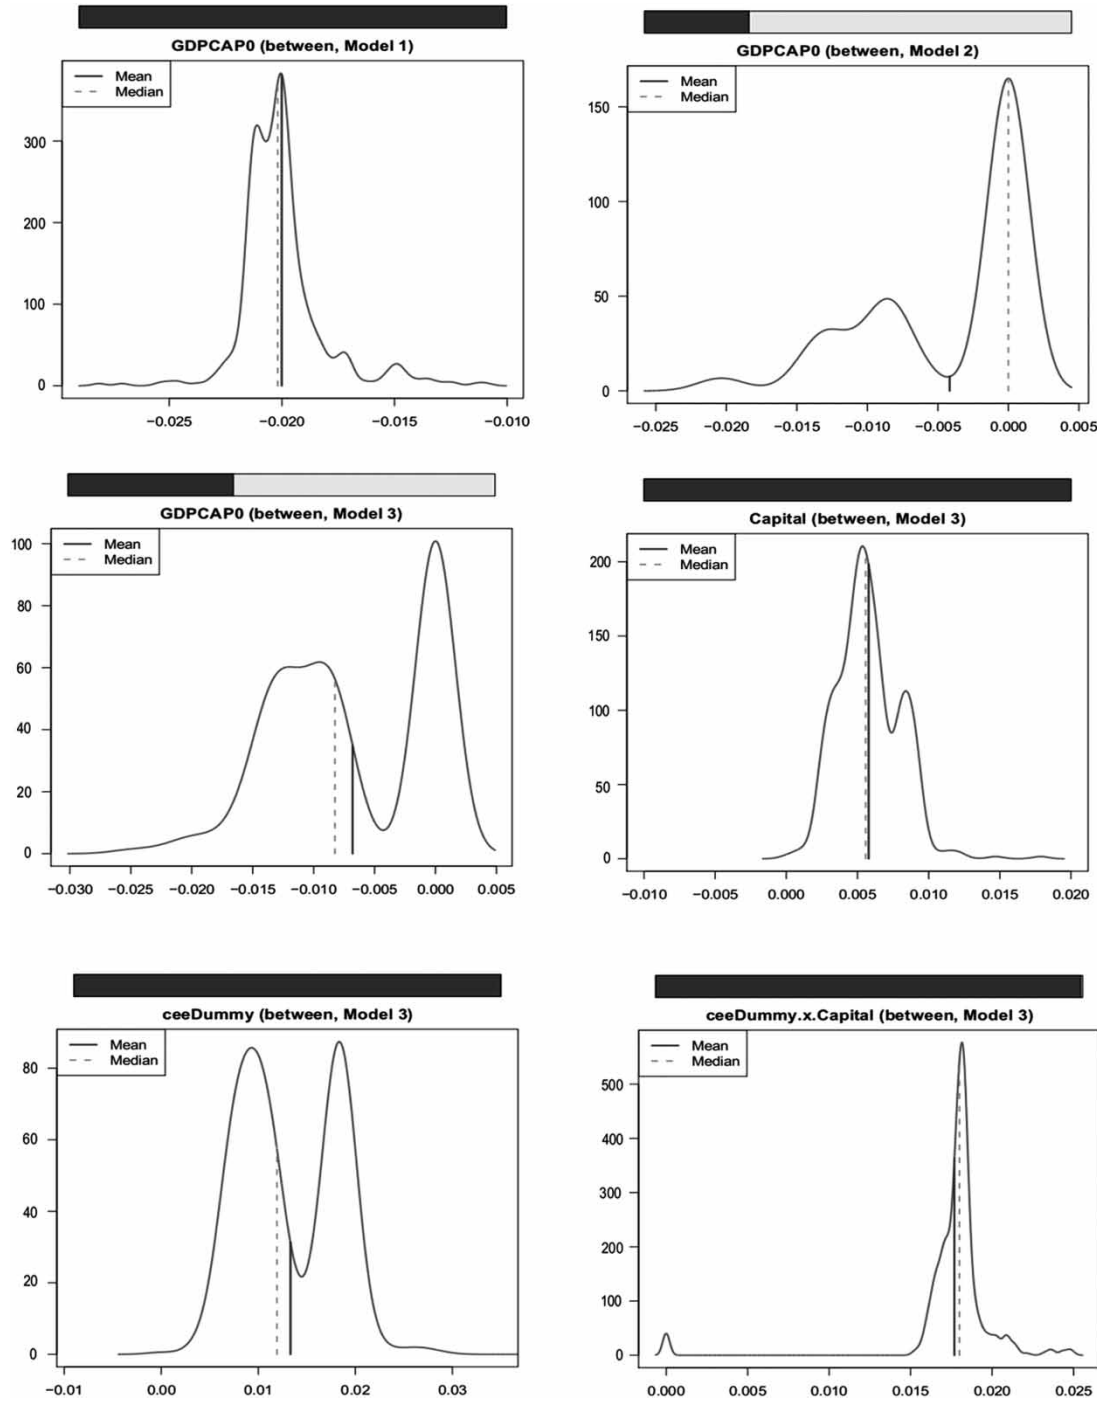 GDPCAP0 (between, Model 1)
Mean
Median
300
200
100
0
−0.025 −0.020 −0.015 −0.010
GDPCAP0 (between, Model 2)
Mean
Median
150
100
50
0
−0.025 −0.020 −0.015 −0.010 −0.005 0.000 0.005
GDPCAP0 (between, Model 3)
Mean
Median
100
80
60
40
20
0
−0.030 −0.025 −0.020 −0.015 −0.010 −0.005 0.000 0.005
Capital (between, Model 3)
Mean
Median
200
150
100
50
0
−0.010 −0.005 0.000 0.005 0.010 0.015 0.020
ceeDummy (between, Model 3)
Mean
Median
80
60
40
20
0
−0.01 0.00 0.01 0.02 0.03
ceeDummy.x.Capital (between, Model 3)
Mean
Median
500
400
300
200
100
0
0.000 0.005 0.010 0.015 0.020 0.025